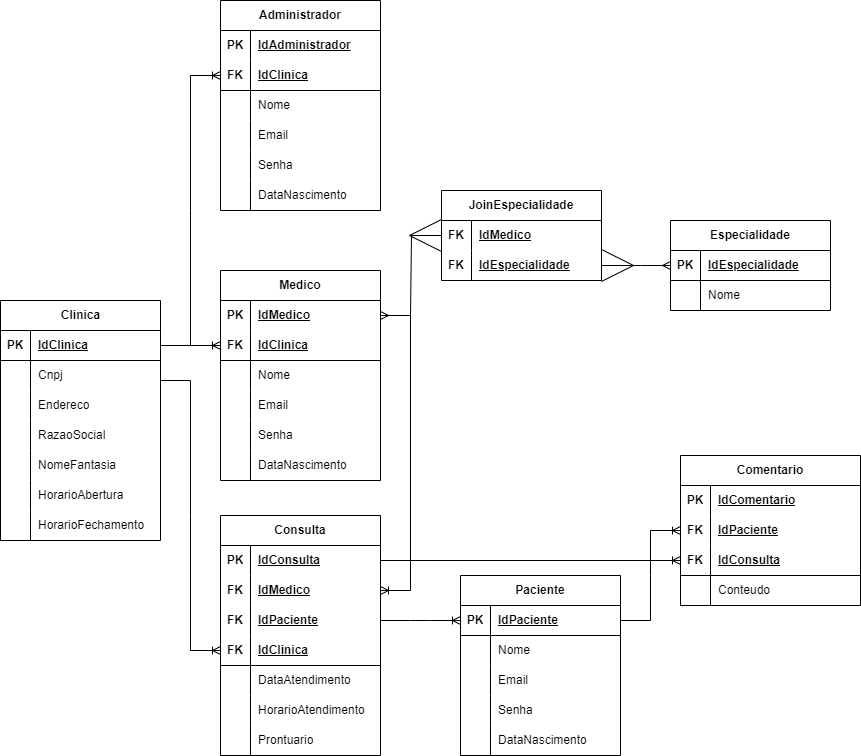 Administrador
PK IdAdministrador
FK IdClinica
Nome
Email
Senha
DataNascimento
JoinEspecialidade
FK IdMedico
FK IdEspecialidade
Especialidade
PK IdEspecialidade
Nome
Medico
PK IdMedico
FK IdClinica
Nome
Email
Senha
DataNascimento
Clinica
PK IdClinica
Cnpj
Endereco
RazaoSocial
NomeFantasia
HorarioAbertura
HorarioFechamento
Comentario
PK IdComentario
FK IdPaciente
FK IdConsulta
Conteudo
Consulta
PK IdConsulta
FK IdMedico
FK IdPaciente
FK IdClinica
DataAtendimento
HorarioAtendimento
Prontuario
Paciente
PK IdPaciente
Nome
Email
Senha
DataNascimento